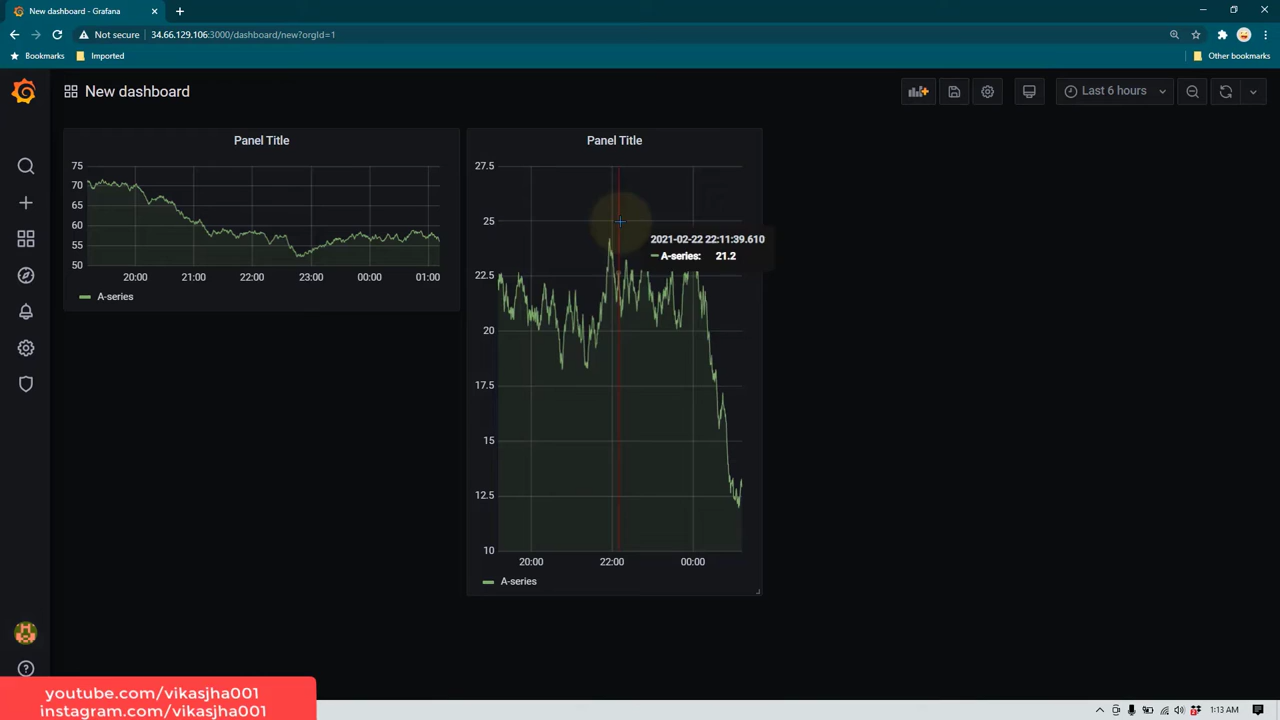 New dashboard - Grafana
Not secure
34.66.129.106:3000/dashboard/new?orgId=1
Bookmarks
Imported
Other bookmarks
New dashboard
Last 6 hours
Panel Title
75
70
65
60
55
50
20:00
21:00
22:00
23:00
00:00
01:00
A-series
Panel Title
27.5
25
22.5
20
17.5
15
12.5
10
20:00
22:00
00:00
A-series
2021-02-22 22:11:39.610
A-series: 21.2
youtube.com/vikasjha001
instagram.com/vikasjha001
1:13 AM